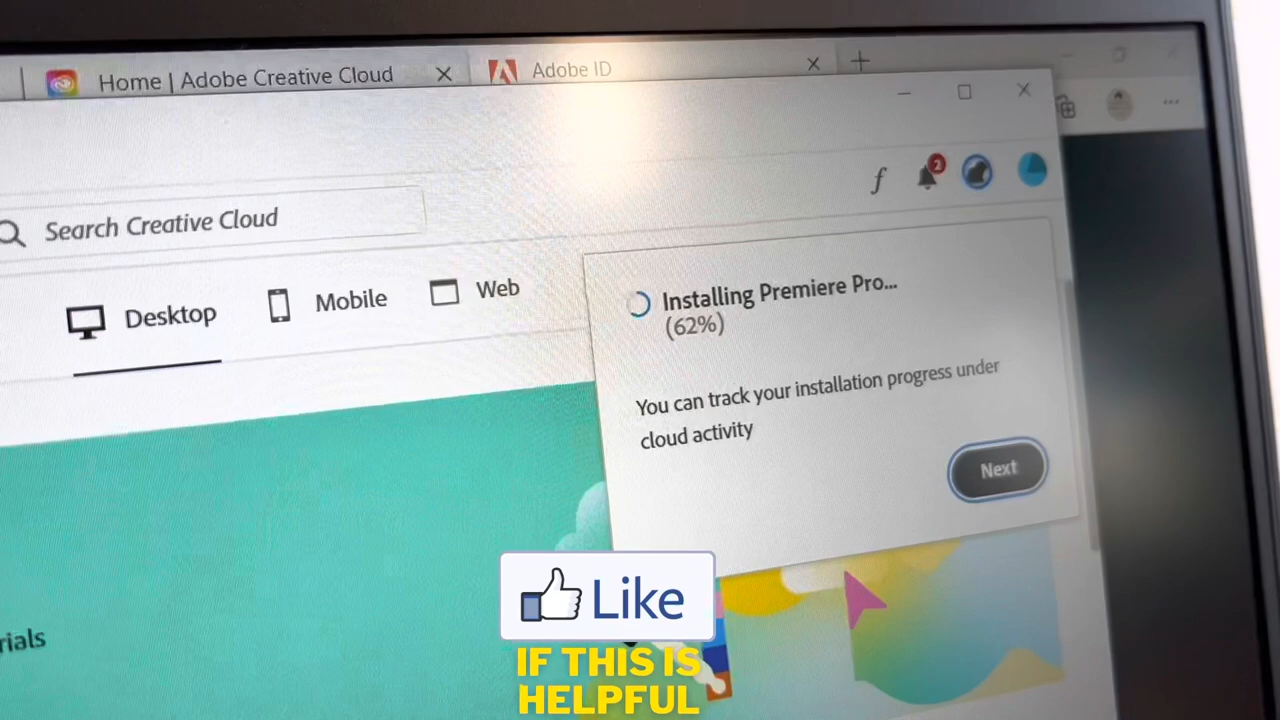 Home | Adobe Creative Cloud
Adobe ID
2
Search Creative Cloud
Desktop
Mobile
Web
Installing Premiere Pro...
(62%)
You can track your installation progress under
cloud activity
Next
rials
Like
IF THIS IS
HELPFUL